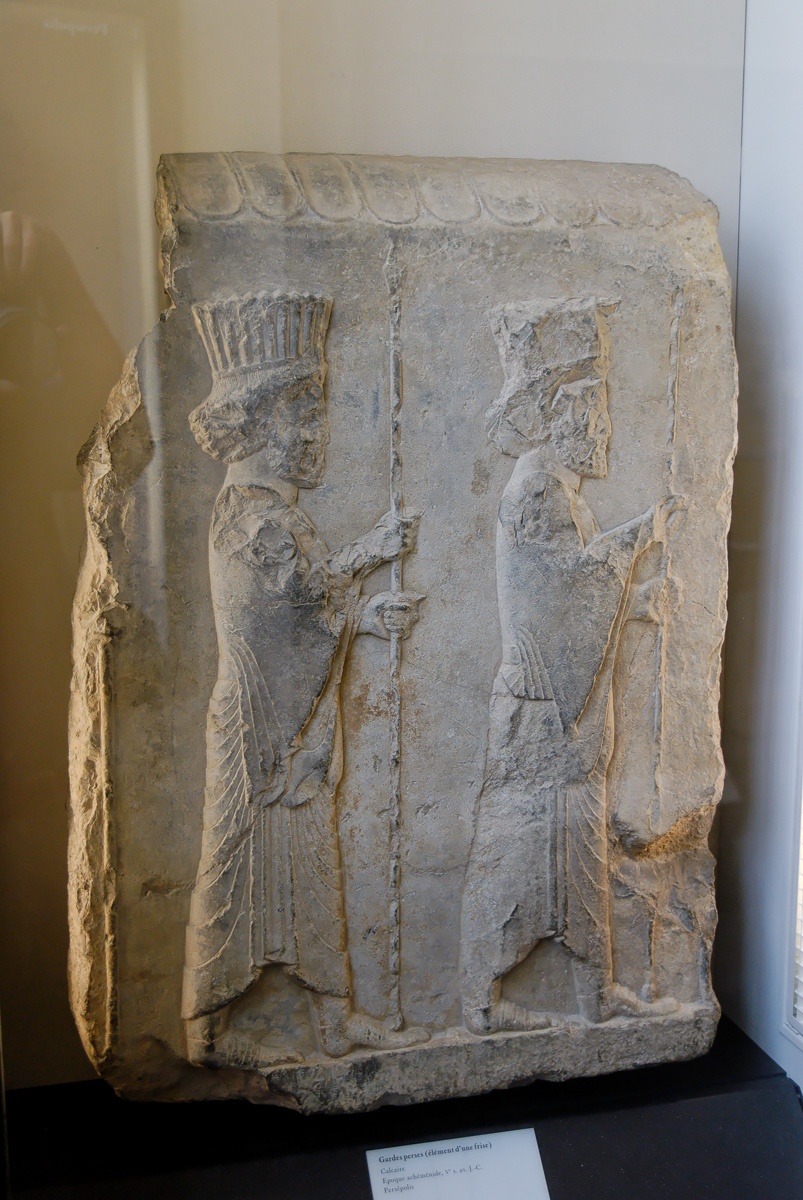 Gardes perses (élément d'une frise)
Calcaire
Epoque achéménide, Vᵉ s. av. J.-C.
Persépolis